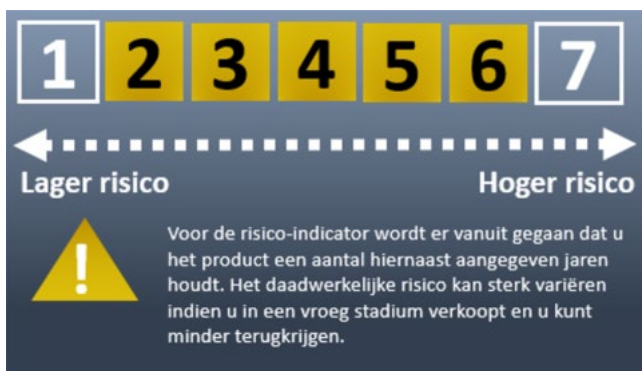 1 2 3 4 5 6 7
Lager risico Hoger risico
!
Voor de risico-indicator wordt er vanuit gegaan dat u
het product een aantal hiernaast aangegeven jaren
houdt. Het daadwerkelijke risico kan sterk variëren
indien u in een vroeg stadium verkoopt en u kunt
minder terugkrijgen.